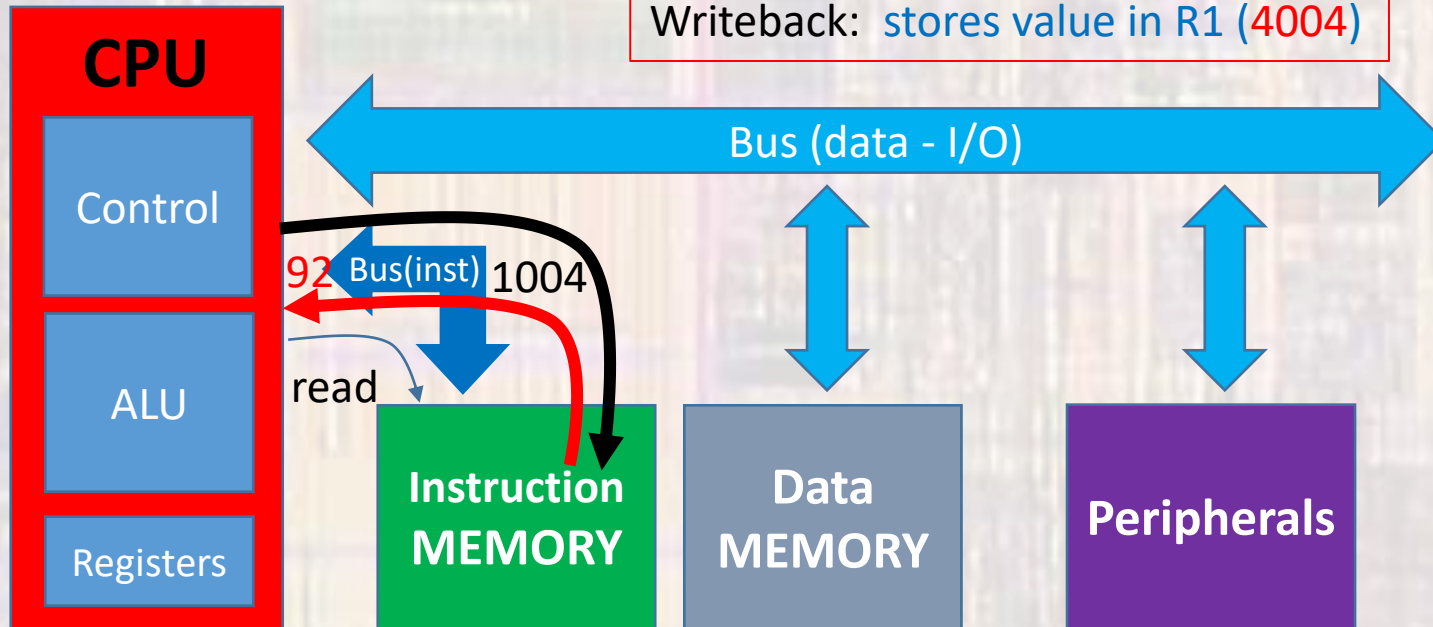 CPU
Writeback: stores value in R1 (4004)
Bus (data - I/O)
Control
92
Bus(inst)
1004
ALU
read
Registers
Instruction
MEMORY
Data
MEMORY
Peripherals